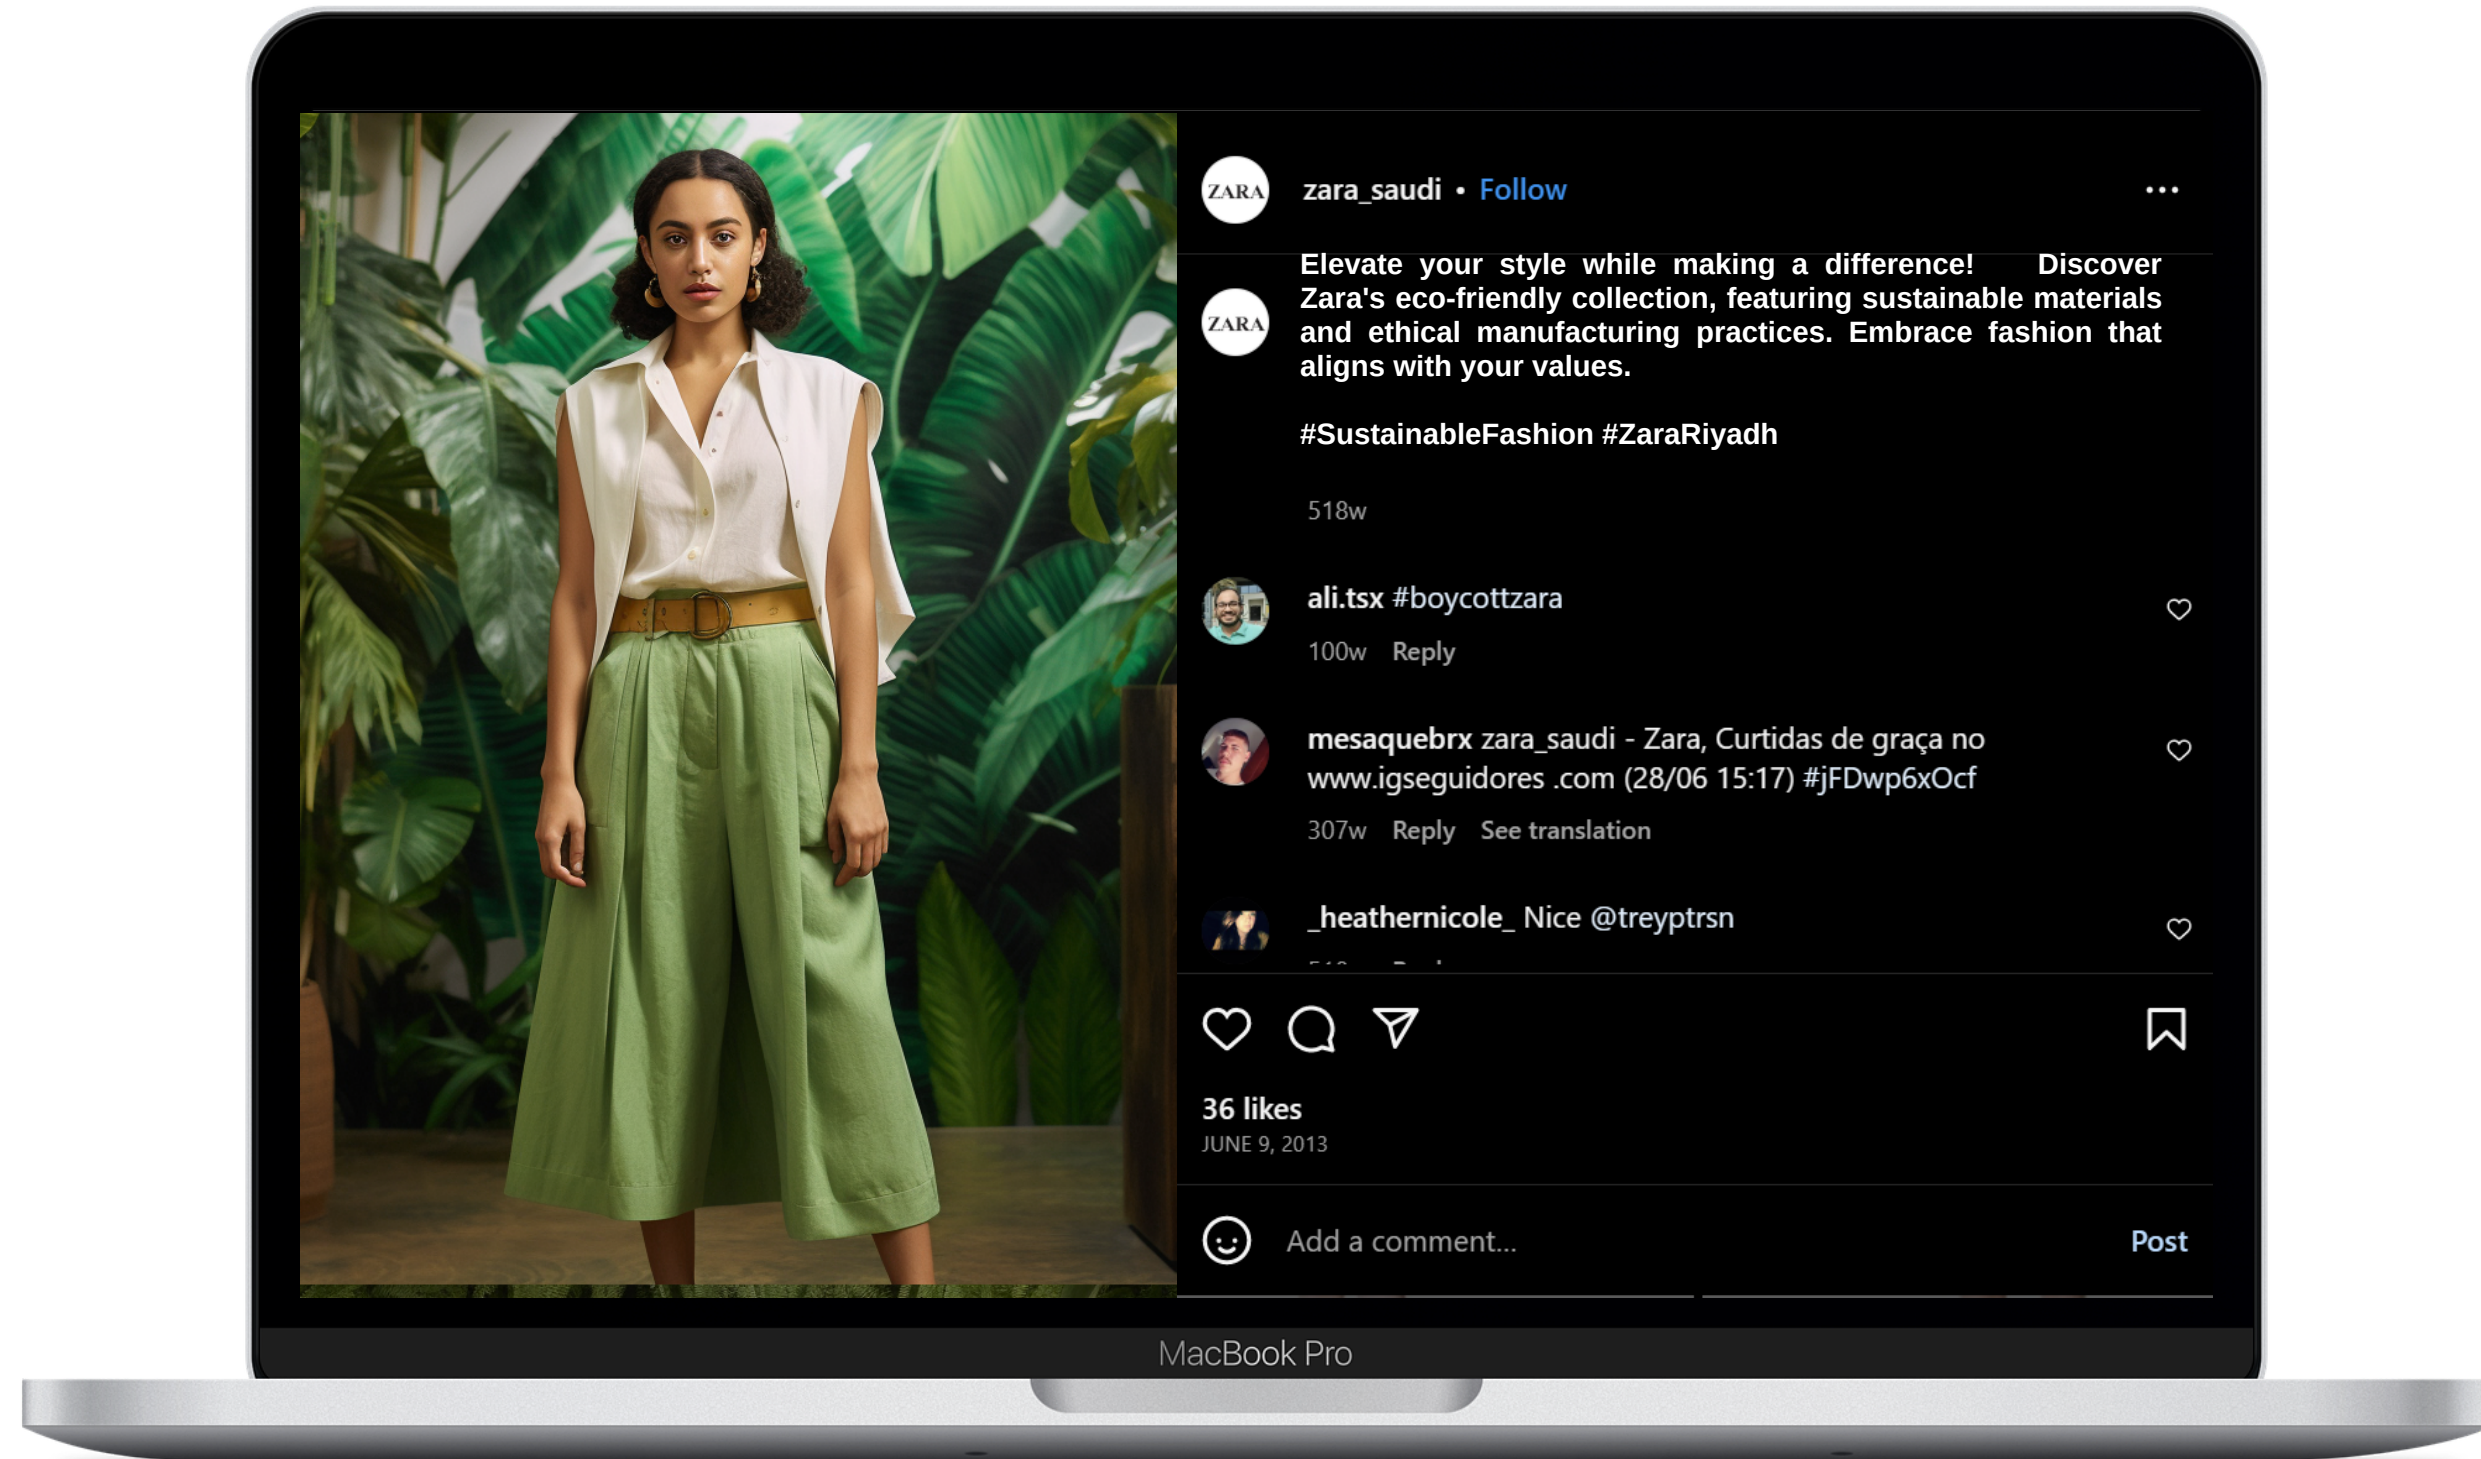 ZARA
zara_saudi • Follow
ZARA
Elevate your style while making a difference! Discover
Zara's eco-friendly collection, featuring sustainable materials
and ethical manufacturing practices. Embrace fashion that
aligns with your values.
#SustainableFashion #ZaraRiyadh
518w
ali.tsx #boycottzara
100w Reply
mesaquebrx zara_saudi - Zara, Curtidas de graça no
www.igseguidores .com (28/06 15:17) #jFDwp6xOcf
307w Reply See translation
_heathernicole_ Nice @treyptrsn
36 likes
JUNE 9, 2013
Add a comment...
Post
MacBook Pro